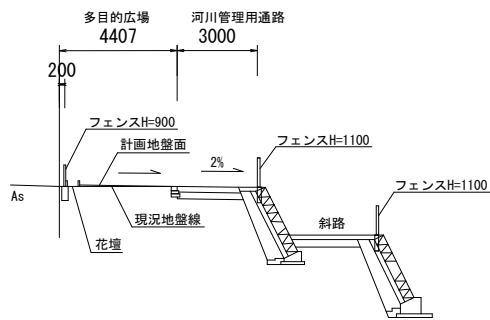 多目的広場
河川管理用通路
4407
3000
200
フェンスH=900
計画地盤面
2%
フェンスH=1100
フェンスH=1100
As
現況地盤線
斜路
花壇